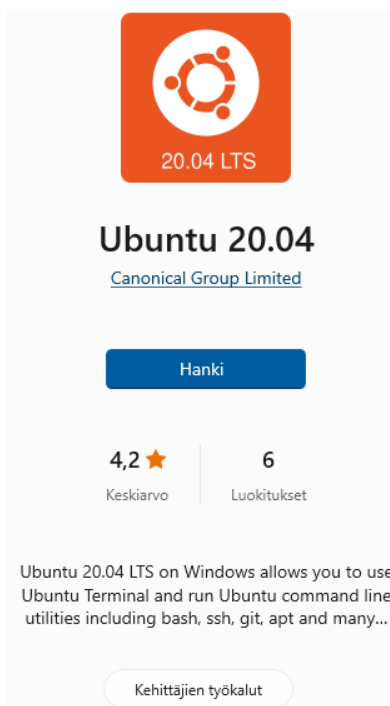 20.04 LTS
Ubuntu 20.04
Canonical Group Limited
Hanki
4,2
6
Keskiarvo
Luokitukset
Ubuntu 20.04 LTS on Windows allows you to use
Ubuntu Terminal and run Ubuntu command line
utilities including bash, ssh, git, apt and many...
Kehittäjien työkalut